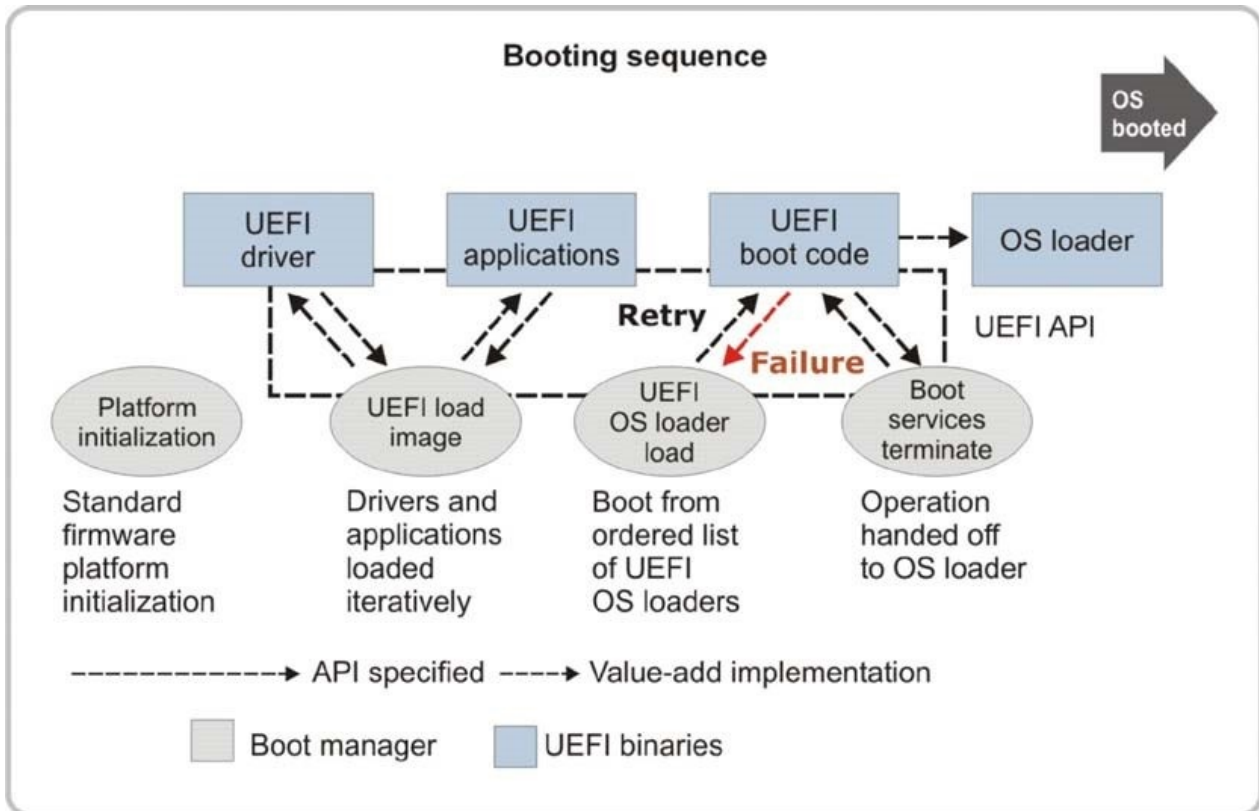 Booting sequence
OS
booted
UEFI
driver
UEFI
applications
UEFI
boot code
OS loader
Retry
Failure
UEFI API
Platform
initialization
UEFI load
image
UEFI
OS loader
load
Boot
services
terminate
Standard
firmware
platform
initialization
Drivers and
applications
loaded
iteratively
Boot from
ordered list
of UEFI
OS loaders
Operation
handed off
to OS loader
API specified
Value-add implementation
Boot manager
UEFI binaries